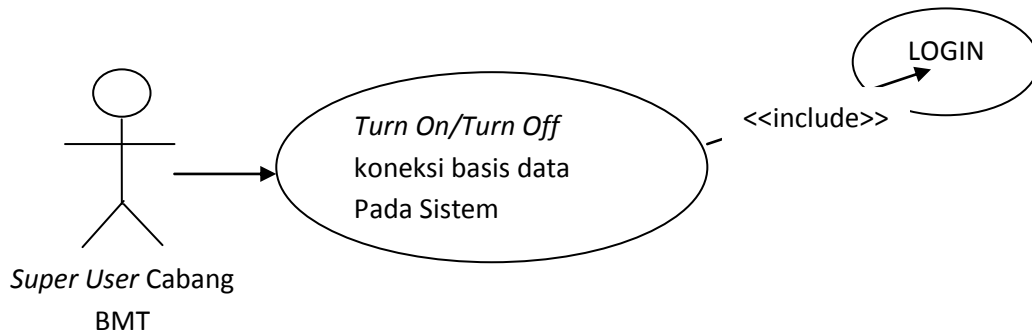 LOGIN
<<include>>
Turn On/Turn Off
koneksi basis data
Pada Sistem
Super User Cabang
BMT